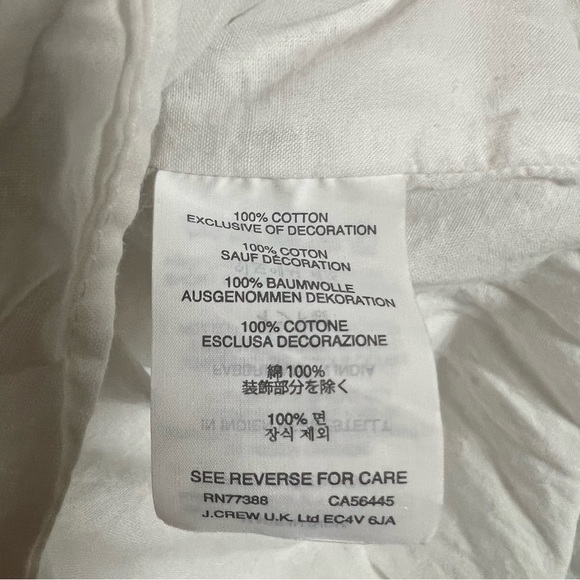 100% COTTON
EXCLUSIVE OF DECORATION
100% COTON
SAUF DÉCORATION
100% BAUMWOLLE
AUSGENOMMEN DEKORATION
100% COTONE
ESCLUSA DECORAZIONE
綿 100%
装飾部分を除く
100% 면
장식 제외
SEE REVERSE FOR CARE
RN77388 CA56445
J.CREW U.K. Ltd EC4V 6JA